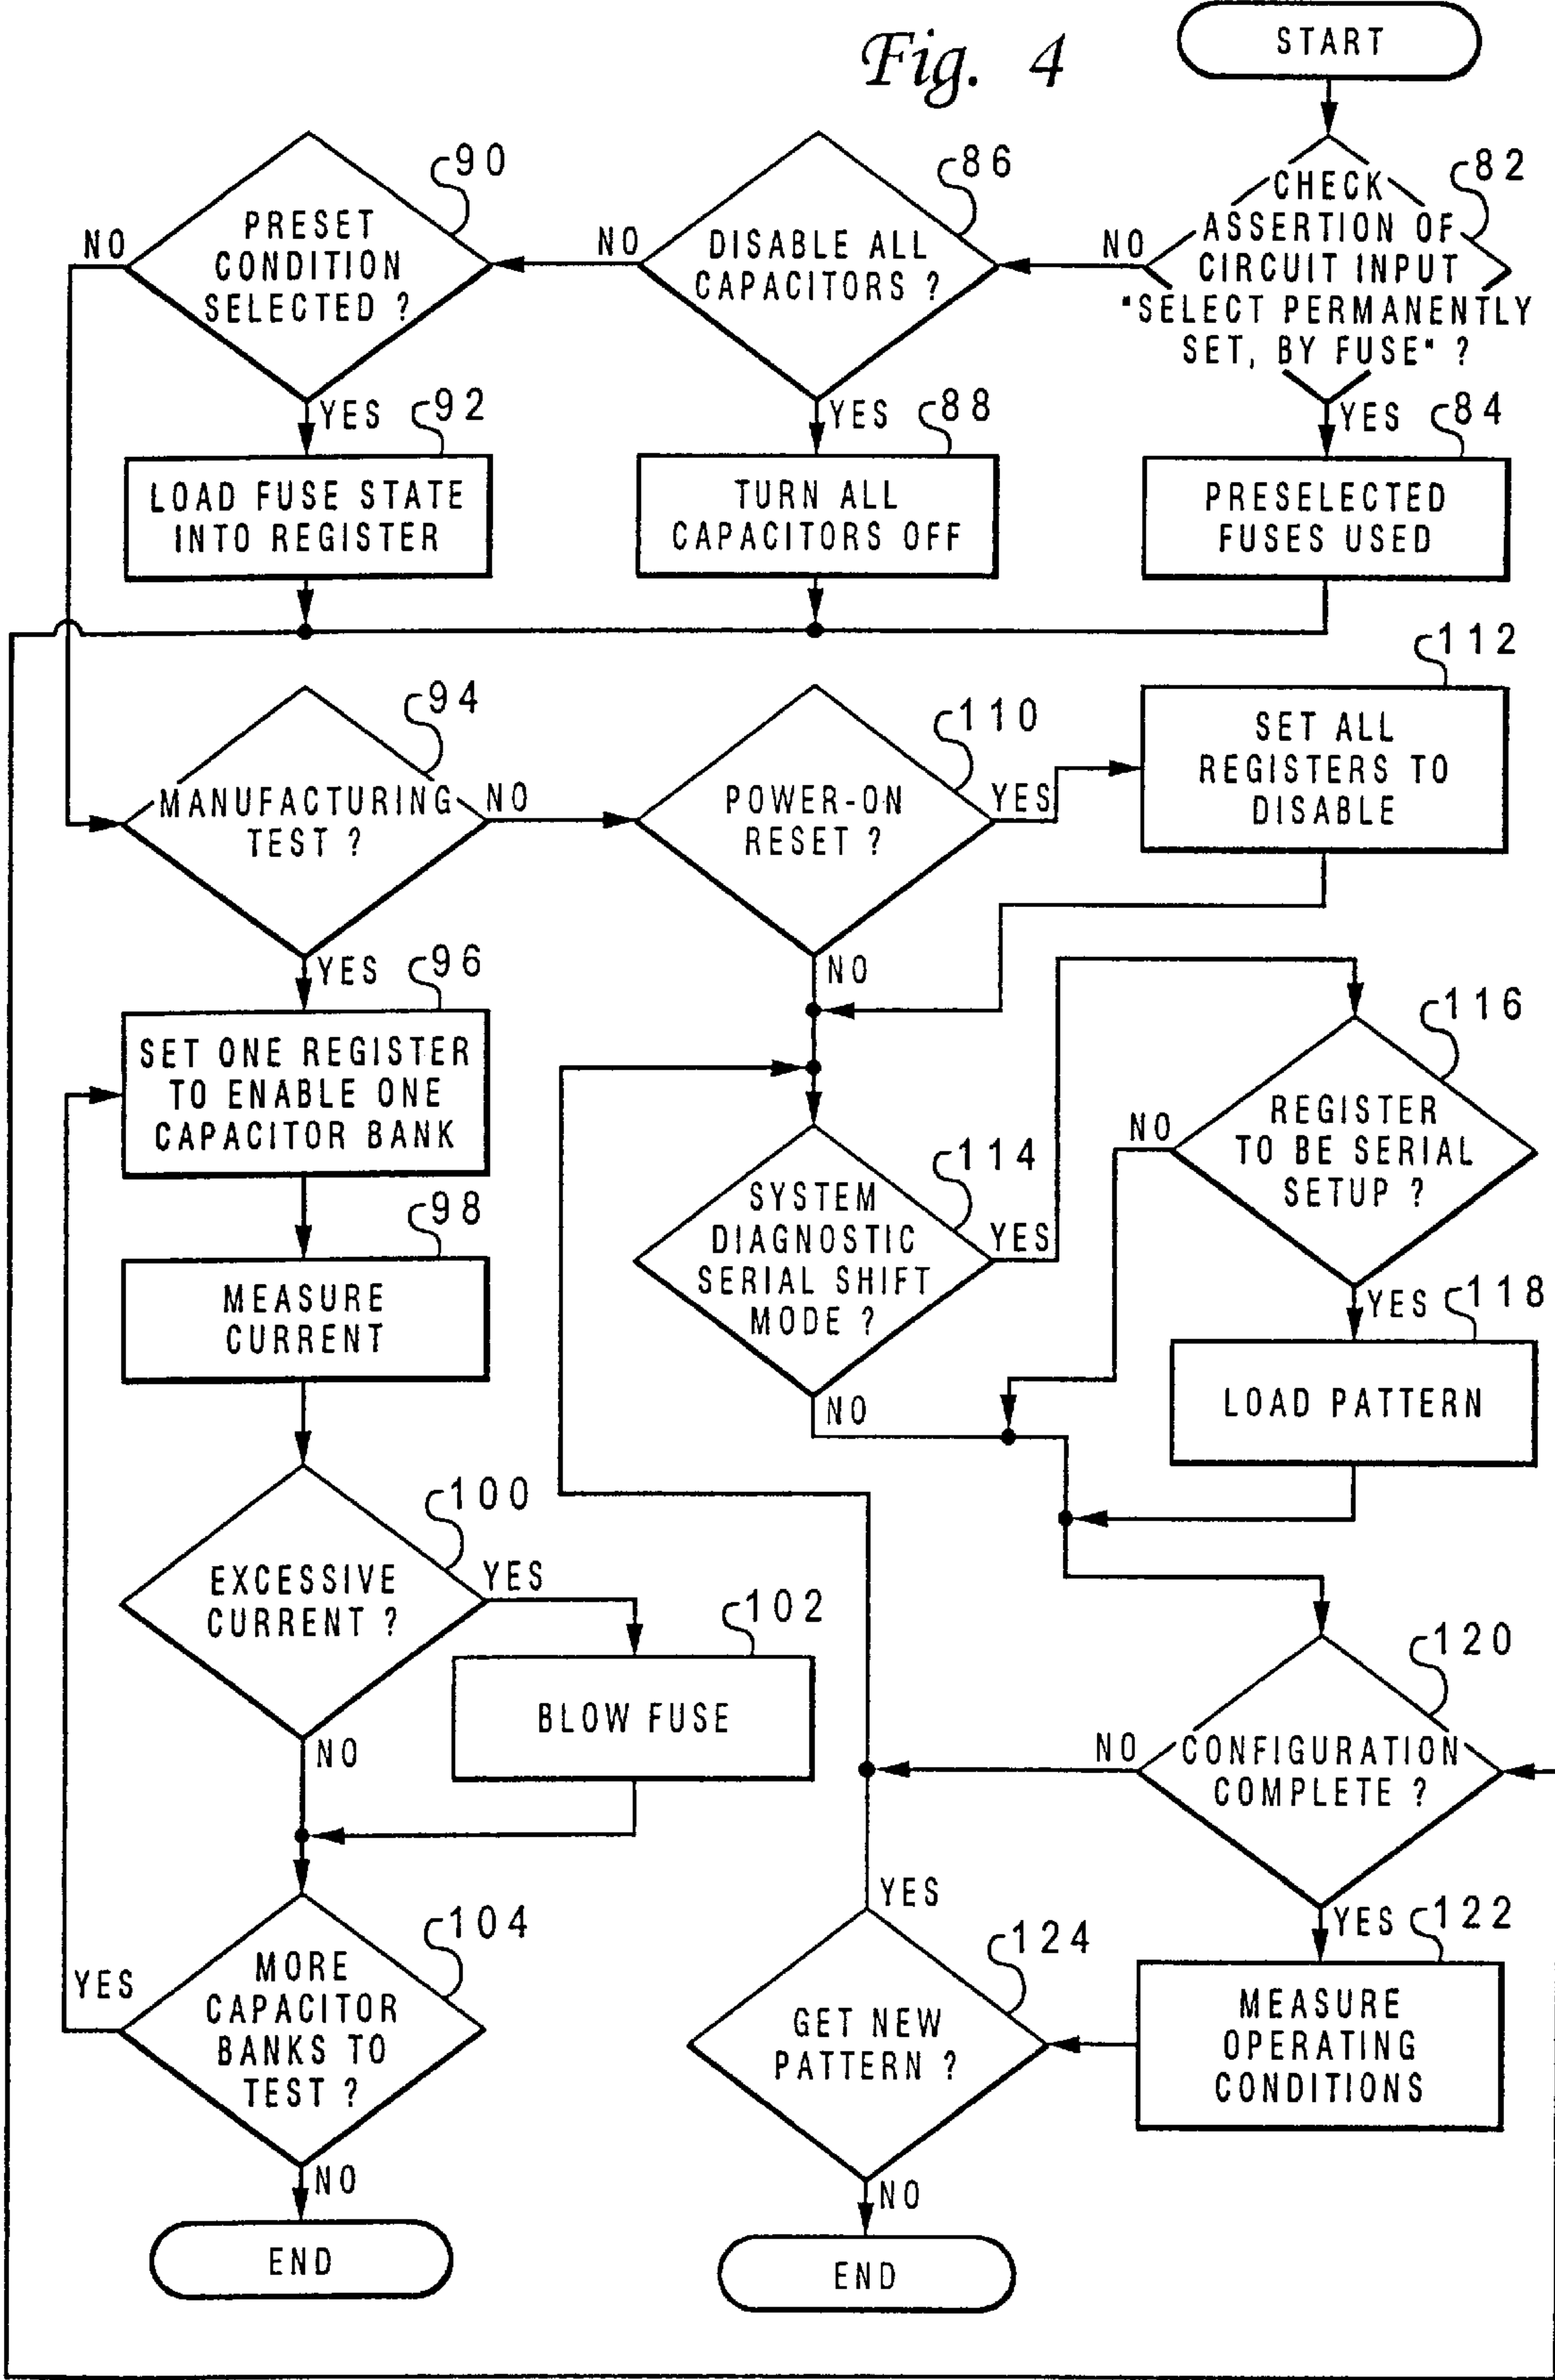 Fig. 4
START
82
CHECK
ASSERTION OF
CIRCUIT INPUT
"SELECT PERMANENTLY
SET, BY FUSE" ?
NO
YES
84
PRESELECTED
FUSES USED
86
DISABLE ALL
CAPACITORS ?
NO
YES
88
TURN ALL
CAPACITORS OFF
90
PRESET
CONDITION
SELECTED ?
NO
YES
92
LOAD FUSE STATE
INTO REGISTER
94
MANUFACTURING
TEST ?
NO
YES
96
SET ONE REGISTER
TO ENABLE ONE
CAPACITOR BANK
98
MEASURE
CURRENT
100
EXCESSIVE
CURRENT ?
YES
NO
102
BLOW FUSE
104
MORE
CAPACITOR
BANKS TO
TEST ?
YES
NO
END
110
POWER-ON
RESET ?
YES
NO
112
SET ALL
REGISTERS TO
DISABLE
114
SYSTEM
DIAGNOSTIC
SERIAL SHIFT
MODE ?
YES
NO
116
REGISTER
TO BE SERIAL
SETUP ?
NO
YES
118
LOAD PATTERN
120
CONFIGURATION
COMPLETE ?
NO
YES
122
MEASURE
OPERATING
CONDITIONS
124
GET NEW
PATTERN ?
YES
NO
END